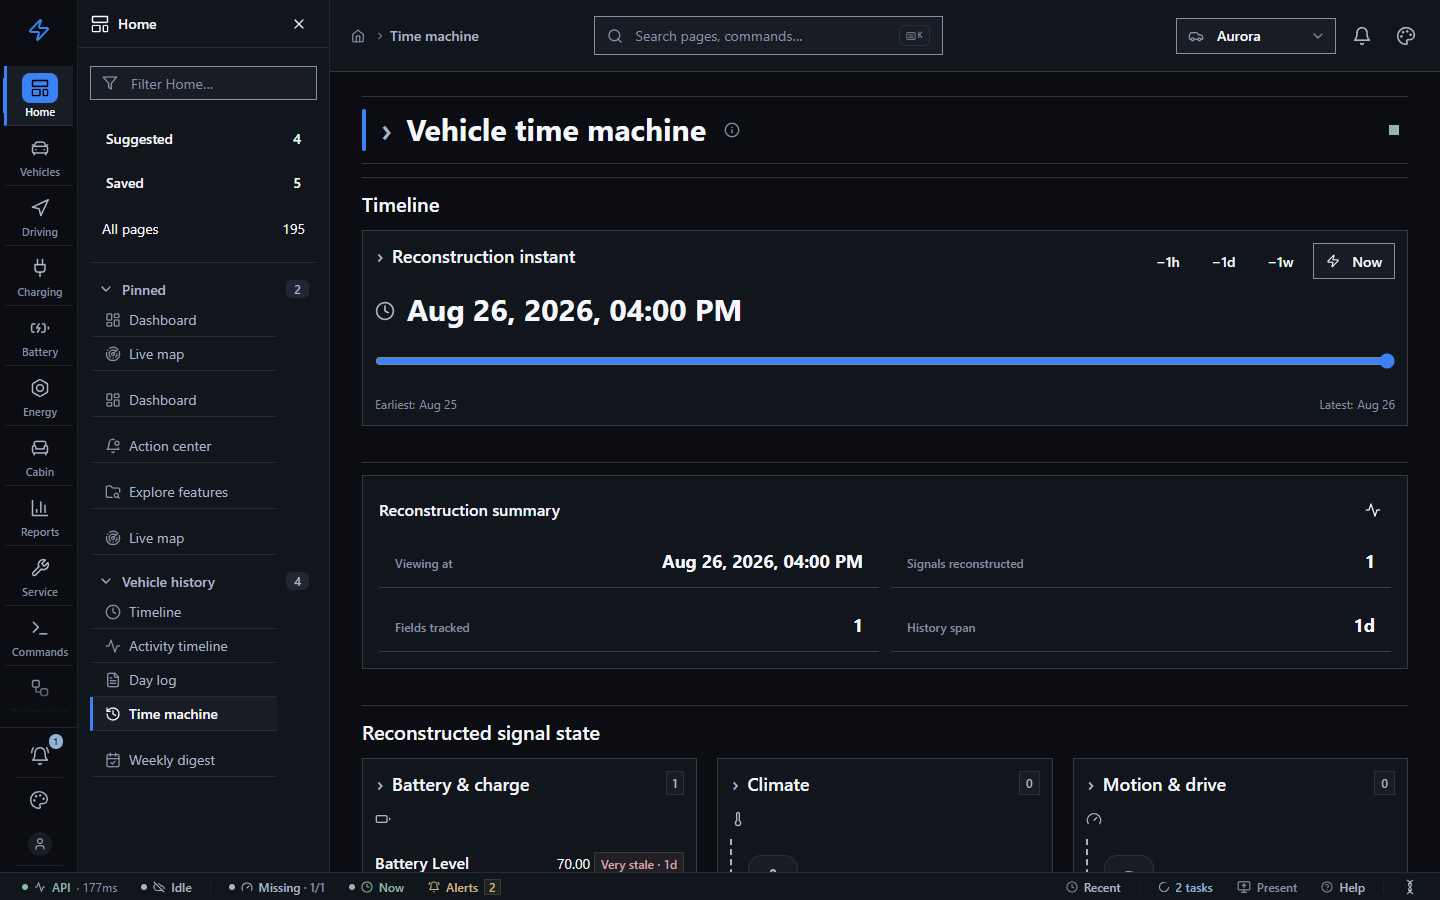 Home
Time machine
Search pages, commands...
K
Aurora
Home
Vehicles
Driving
Charging
Battery
Energy
Cabin
Reports
Service
Commands
1
Filter Home...
Suggested 4
Saved 5
All pages 195
Pinned 2
Dashboard
Live map
Dashboard
Action center
Explore features
Live map
Vehicle history 4
Timeline
Activity timeline
Day log
Time machine
Weekly digest
Vehicle time machine
Timeline
Reconstruction instant
−1h −1d −1w Now
Aug 26, 2026, 04:00 PM
Earliest: Aug 25 Latest: Aug 26
Reconstruction summary
Viewing at Aug 26, 2026, 04:00 PM
Signals reconstructed 1
Fields tracked 1
History span 1d
Reconstructed signal state
Battery & charge 1
Battery Level 70.00 Very stale · 1d
Climate 0
Motion & drive 0
API · 177ms Idle Missing · 1/1 Now Alerts 2 Recent 2 tasks Present Help